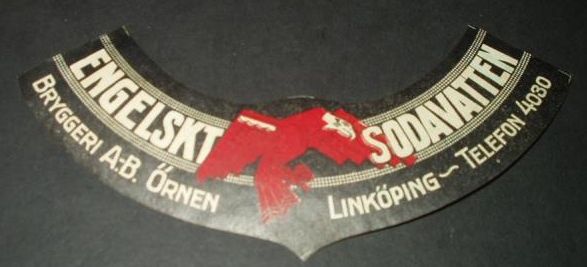 ENGELSKT SODAVATTEN
BRYGGERI A-B. ÖRNEN LINKÖPING — TELEFON 4030